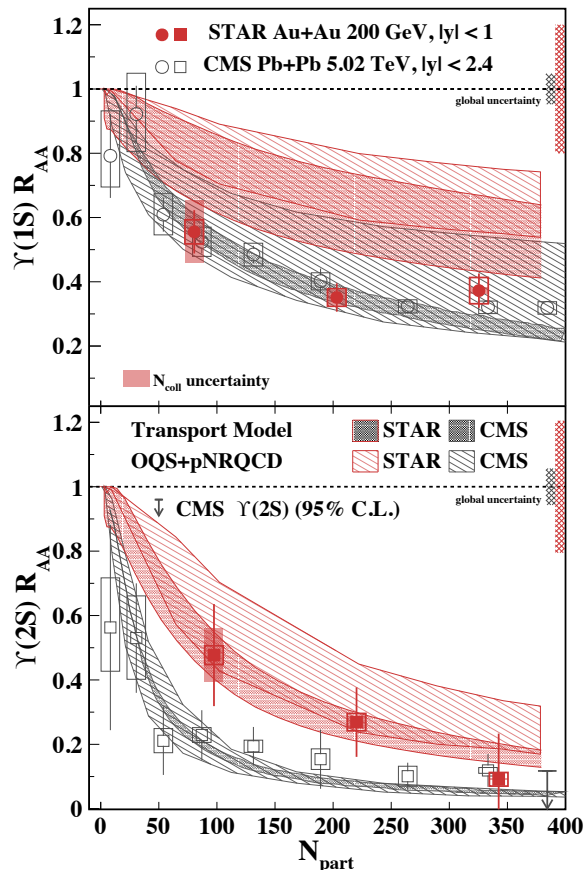 1.2
STAR Au+Au 200 GeV, |y| < 1
CMS Pb+Pb 5.02 TeV, |y| < 2.4
1
global uncertainty
0.8
ϒ(1S) R_AA
0.6
0.4
0.2
N_coll uncertainty
1.2
Transport Model STAR CMS
OQS+pNRQCD STAR CMS
1
global uncertainty
CMS ϒ(2S) (95% C.L.)
0.8
ϒ(2S) R_AA
0.6
0.4
0.2
0
0 50 100 150 200 250 300 350 400
N_part